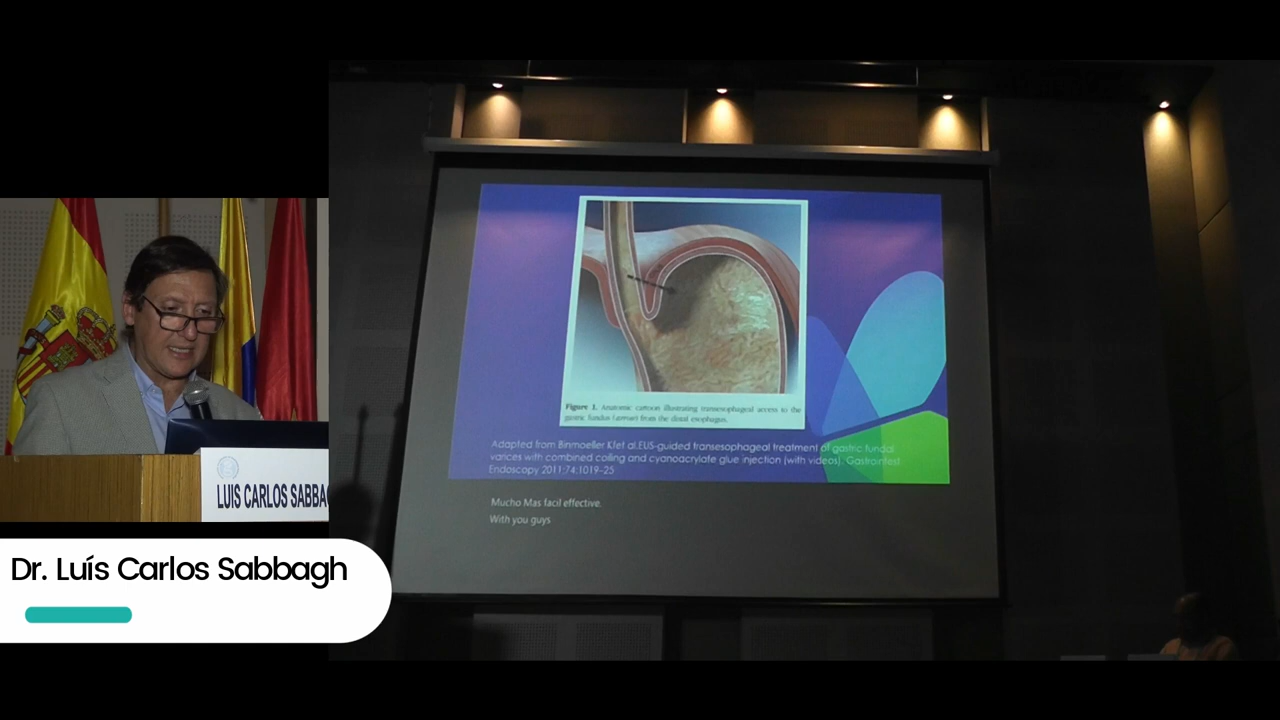 Figure 1. Anatomic cartoon illustrating transesophageal access to the
gastric fundus (arrow) from the distal esophagus.
Adapted from Binmoeller KFet al.EUS-guided transesophageal treatment of gastric fundal
varices with combined coiling and cyanoacrylate glue injection (with videos). Gastrointest
Endoscopy 2011;74:1019–25
Mucho Mas facil effective.
With you guys
LUIS CARLOS SABBAG
Dr. Luís Carlos Sabbagh